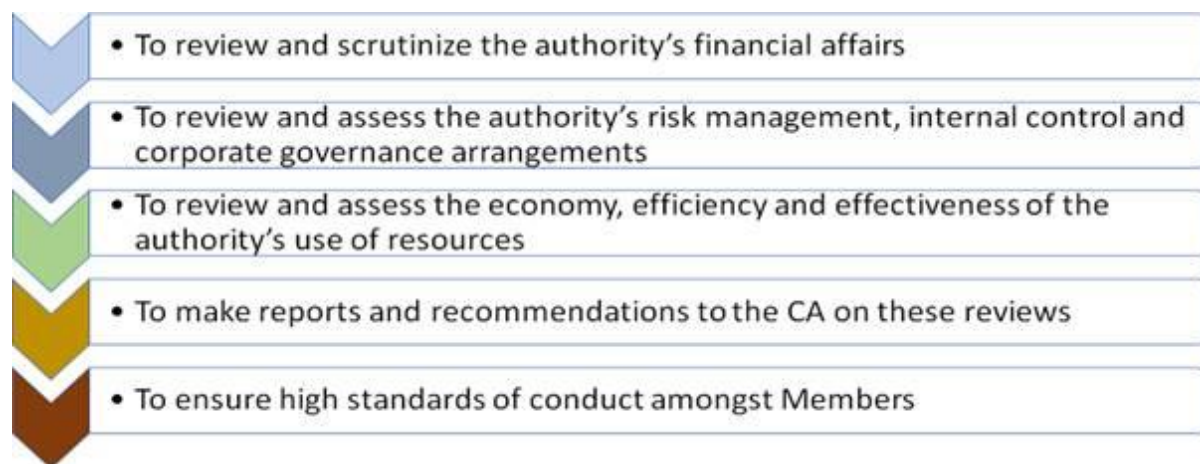 • To review and scrutinize the authority's financial affairs
• To review and assess the authority's risk management, internal control and
corporate governance arrangements
• To review and assess the economy, efficiency and effectiveness of the
authority's use of resources
• To make reports and recommendations to the CA on these reviews
• To ensure high standards of conduct amongst Members